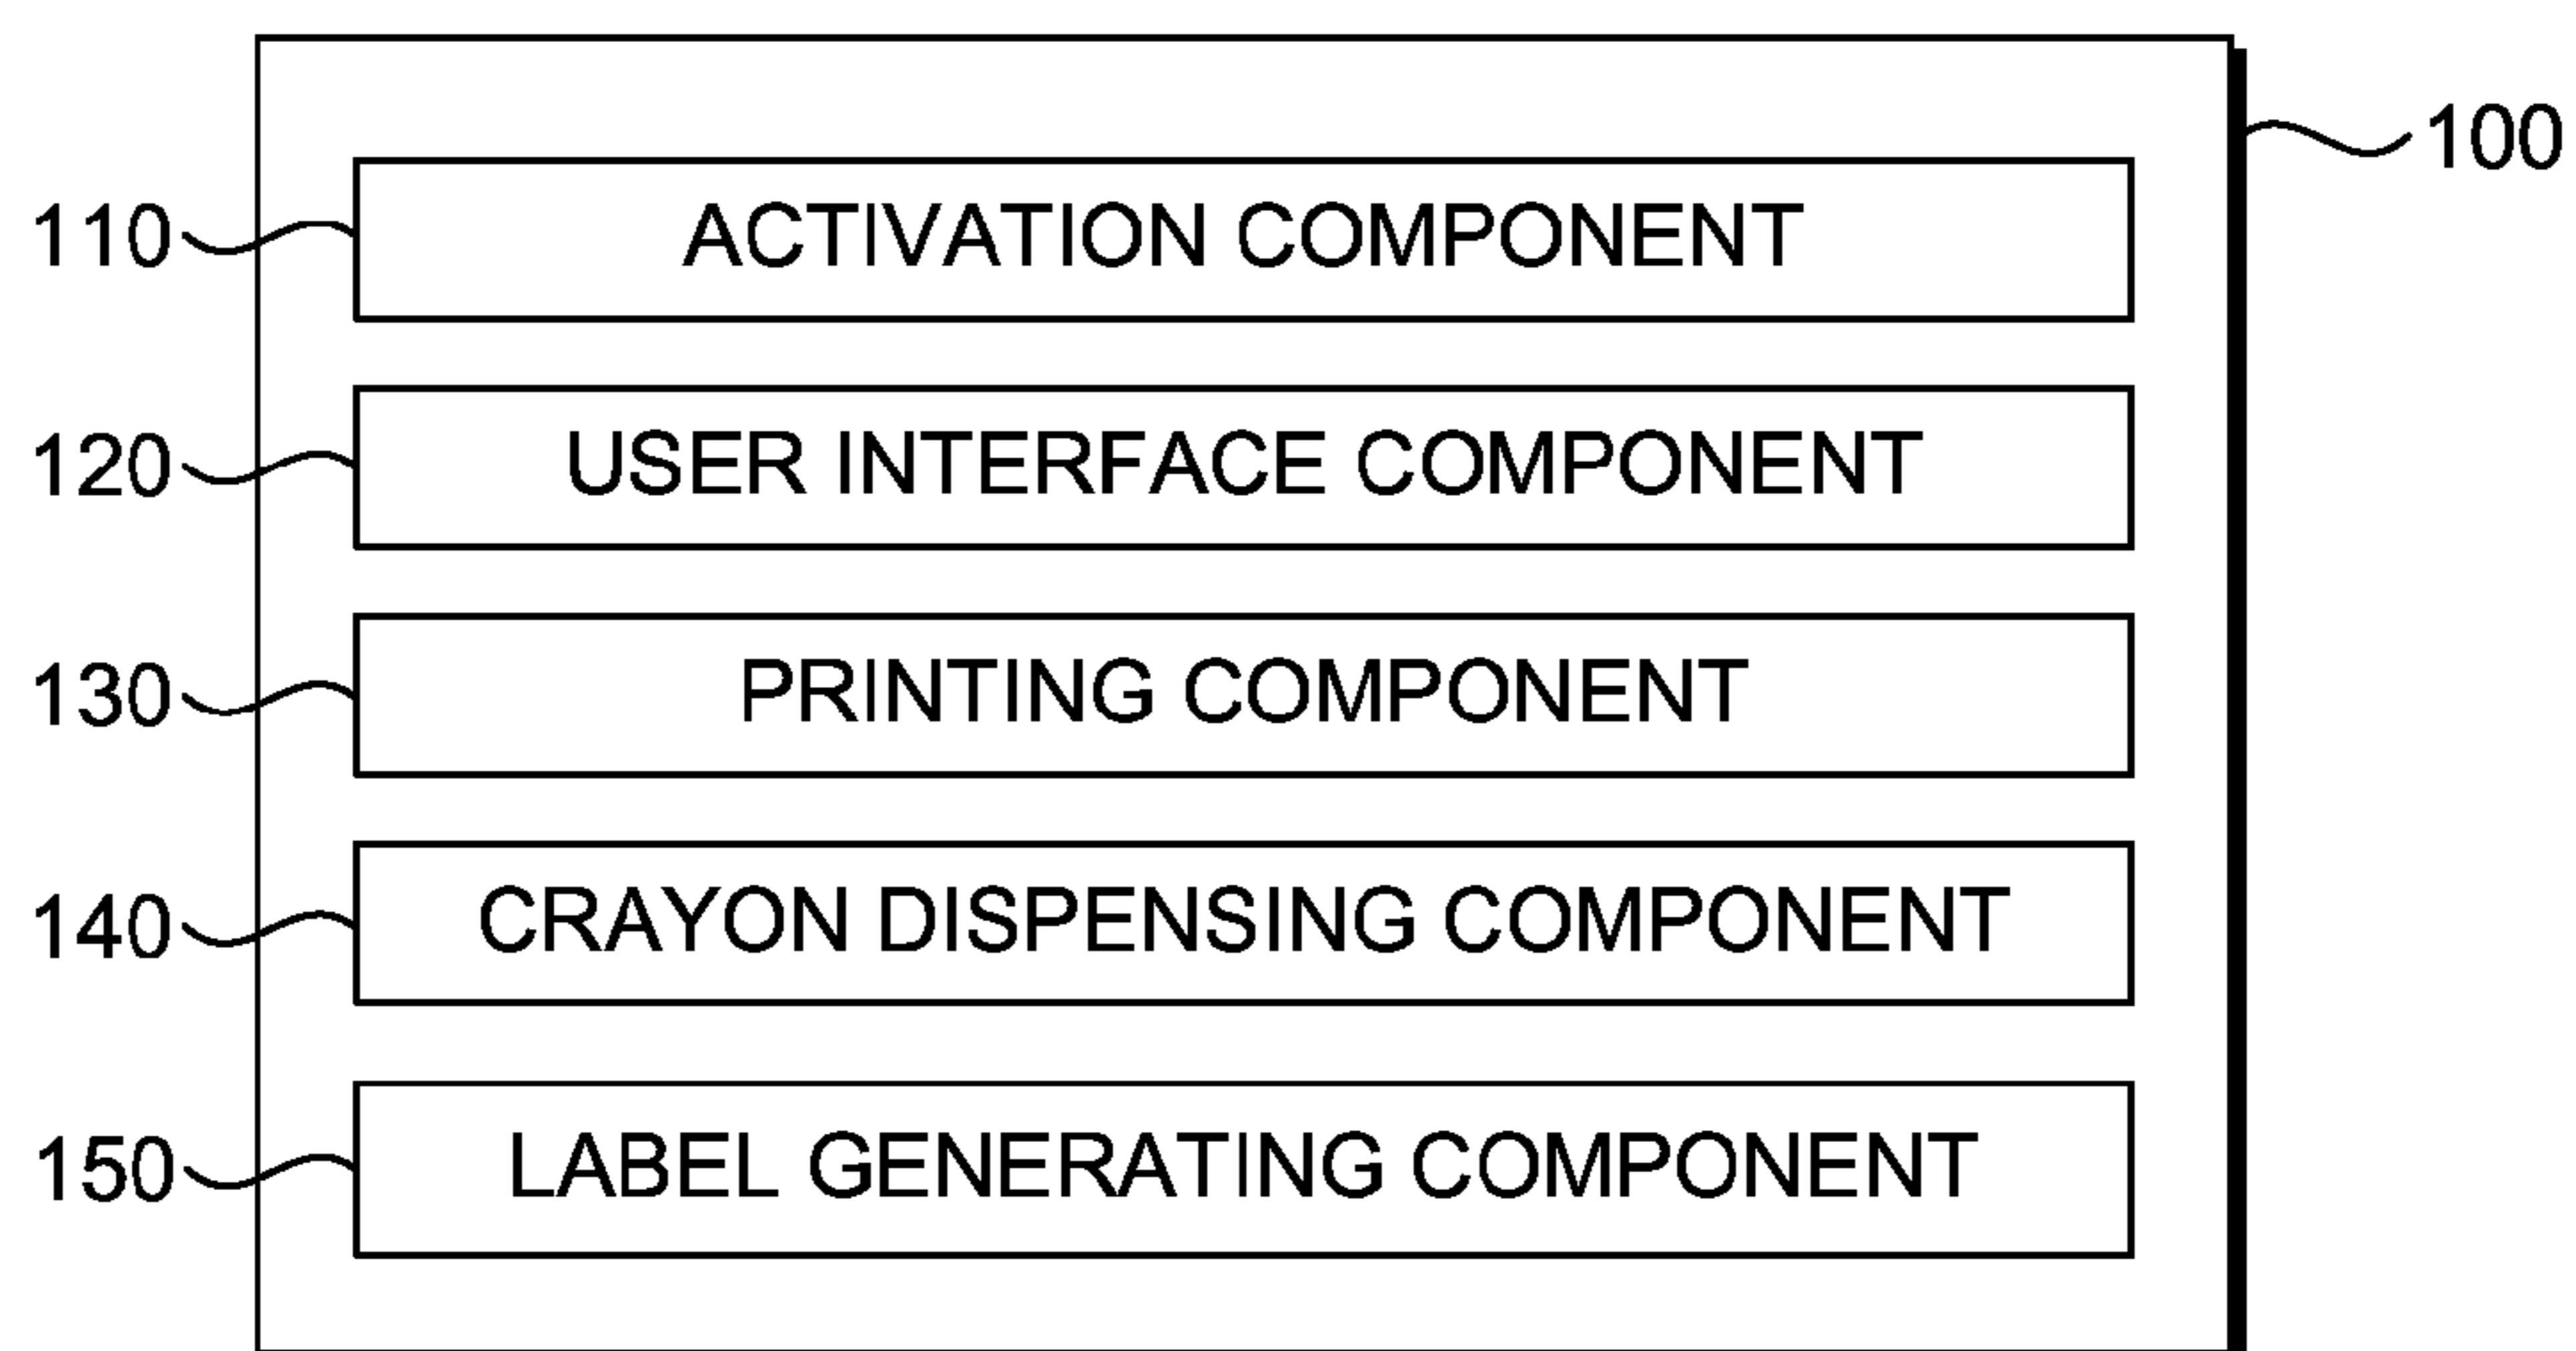 100
110 ACTIVATION COMPONENT
120 USER INTERFACE COMPONENT
130 PRINTING COMPONENT
140 CRAYON DISPENSING COMPONENT
150 LABEL GENERATING COMPONENT